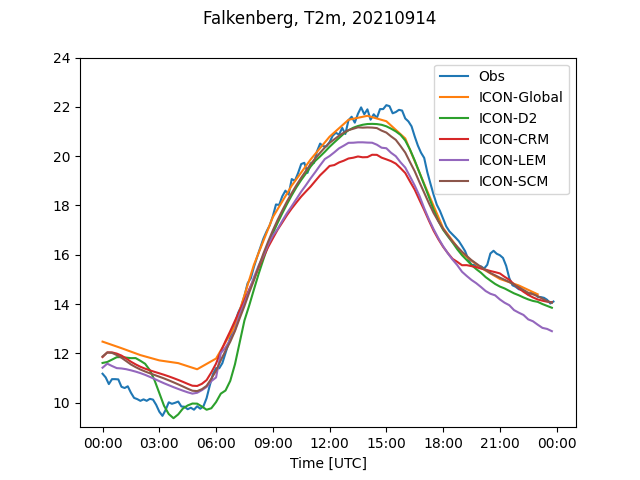 Falkenberg, T2m, 20210914
24
22
20
18
16
14
12
10
Obs
ICON-Global
ICON-D2
ICON-CRM
ICON-LEM
ICON-SCM
00:00 03:00 06:00 09:00 12:00 15:00 18:00 21:00 00:00
Time [UTC]